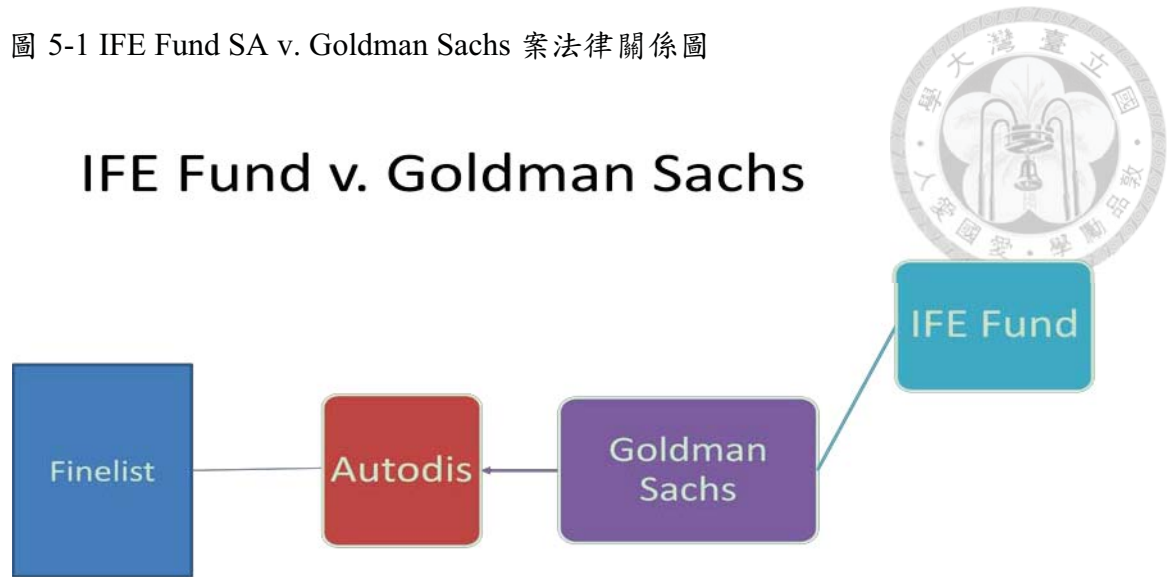 圖 5-1 IFE Fund SA v. Goldman Sachs 案法律關係圖
IFE Fund v. Goldman Sachs
IFE Fund
Finelist
Autodis
Goldman
Sachs